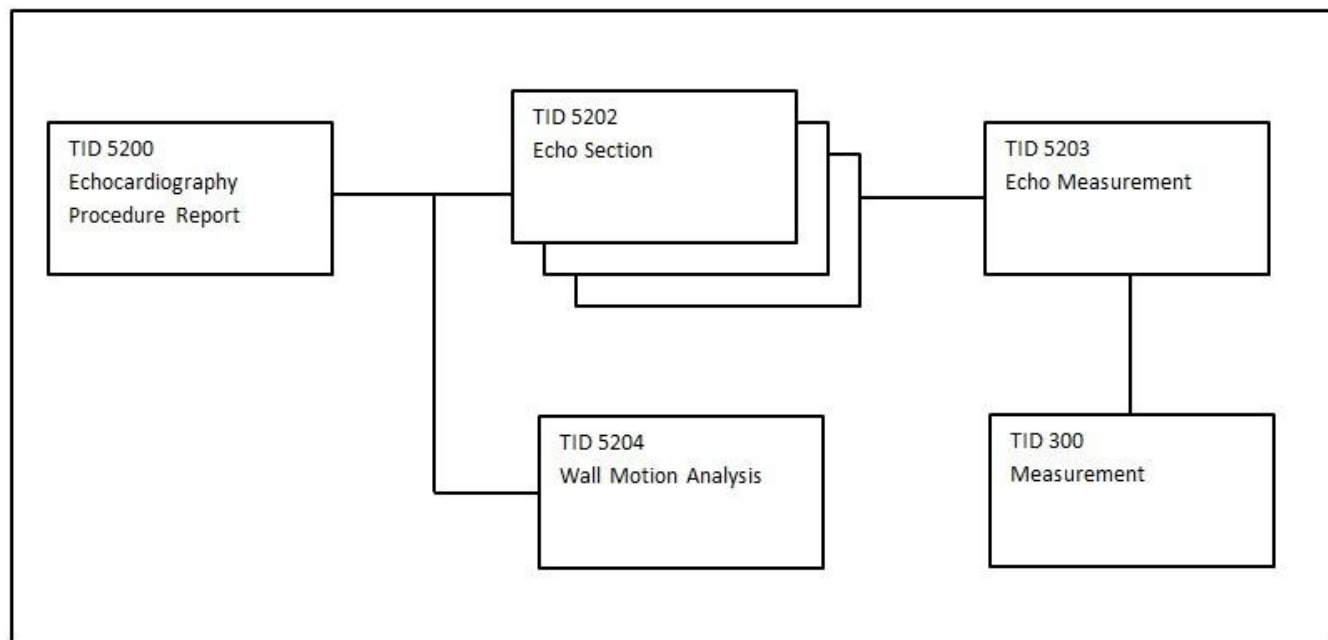 TID 5200
Echocardiography
Procedure Report
TID 5202
Echo Section
TID 5203
Echo Measurement
TID 5204
Wall Motion Analysis
TID 300
Measurement